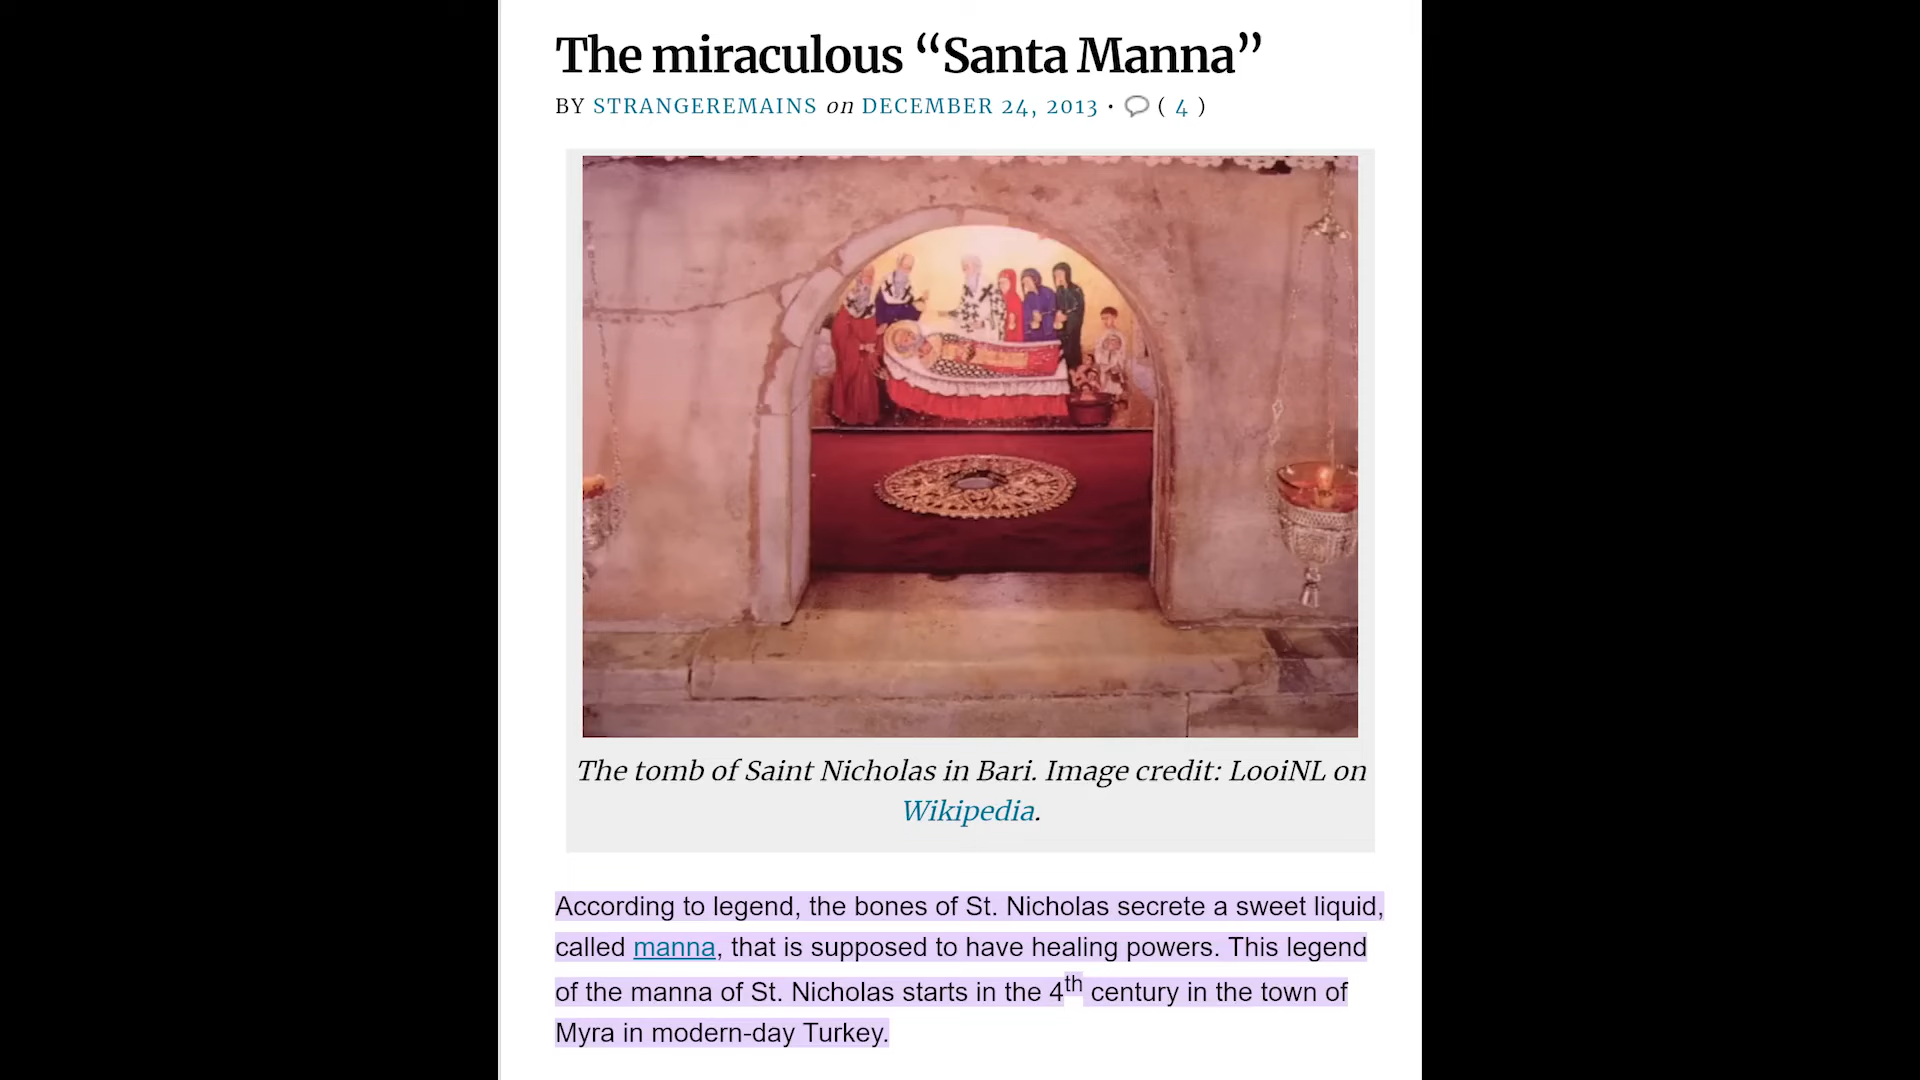 The miraculous “Santa Manna”
BY STRANGEREMAINS on DECEMBER 24, 2013 • ( 4 )
The tomb of Saint Nicholas in Bari. Image credit: LooiNL on
Wikipedia.
According to legend, the bones of St. Nicholas secrete a sweet liquid,
called manna, that is supposed to have healing powers. This legend
of the manna of St. Nicholas starts in the 4th century in the town of
Myra in modern-day Turkey.